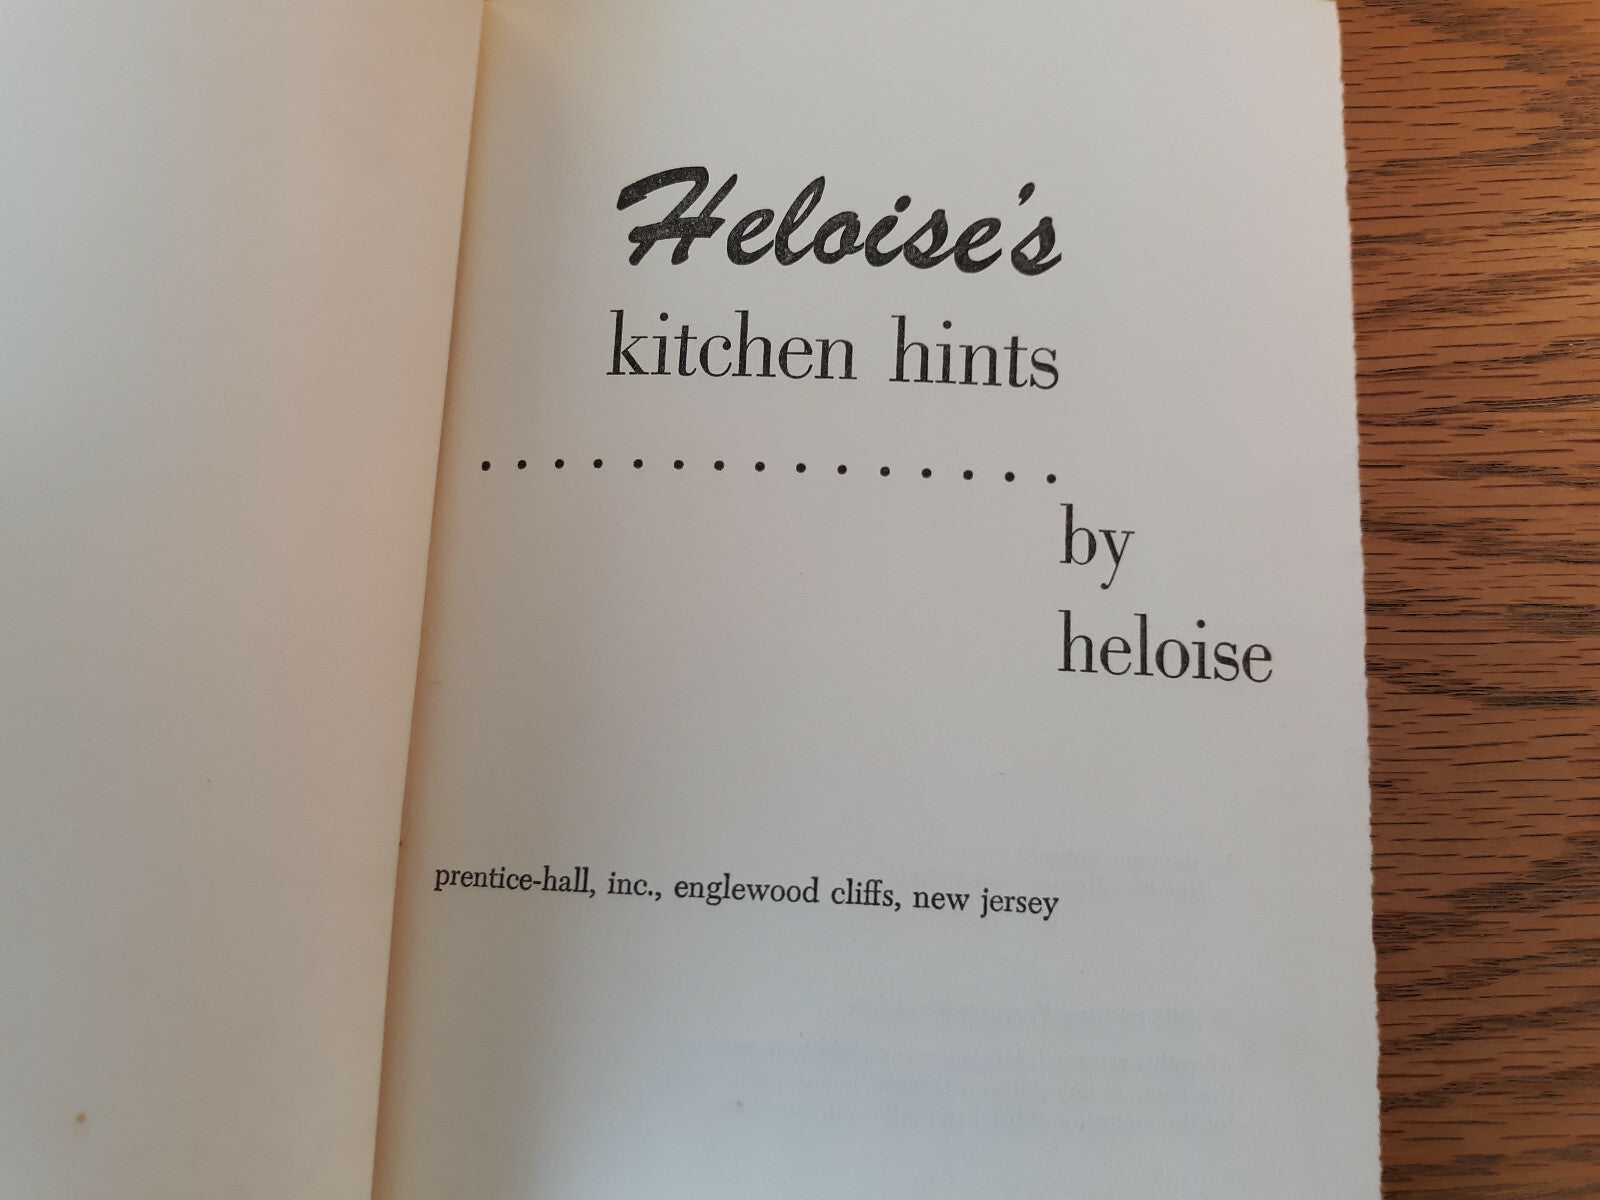 Heloise's
kitchen hints
. . . . . . . . . . . . . . .
by
heloise
prentice-hall, inc., englewood cliffs, new jersey